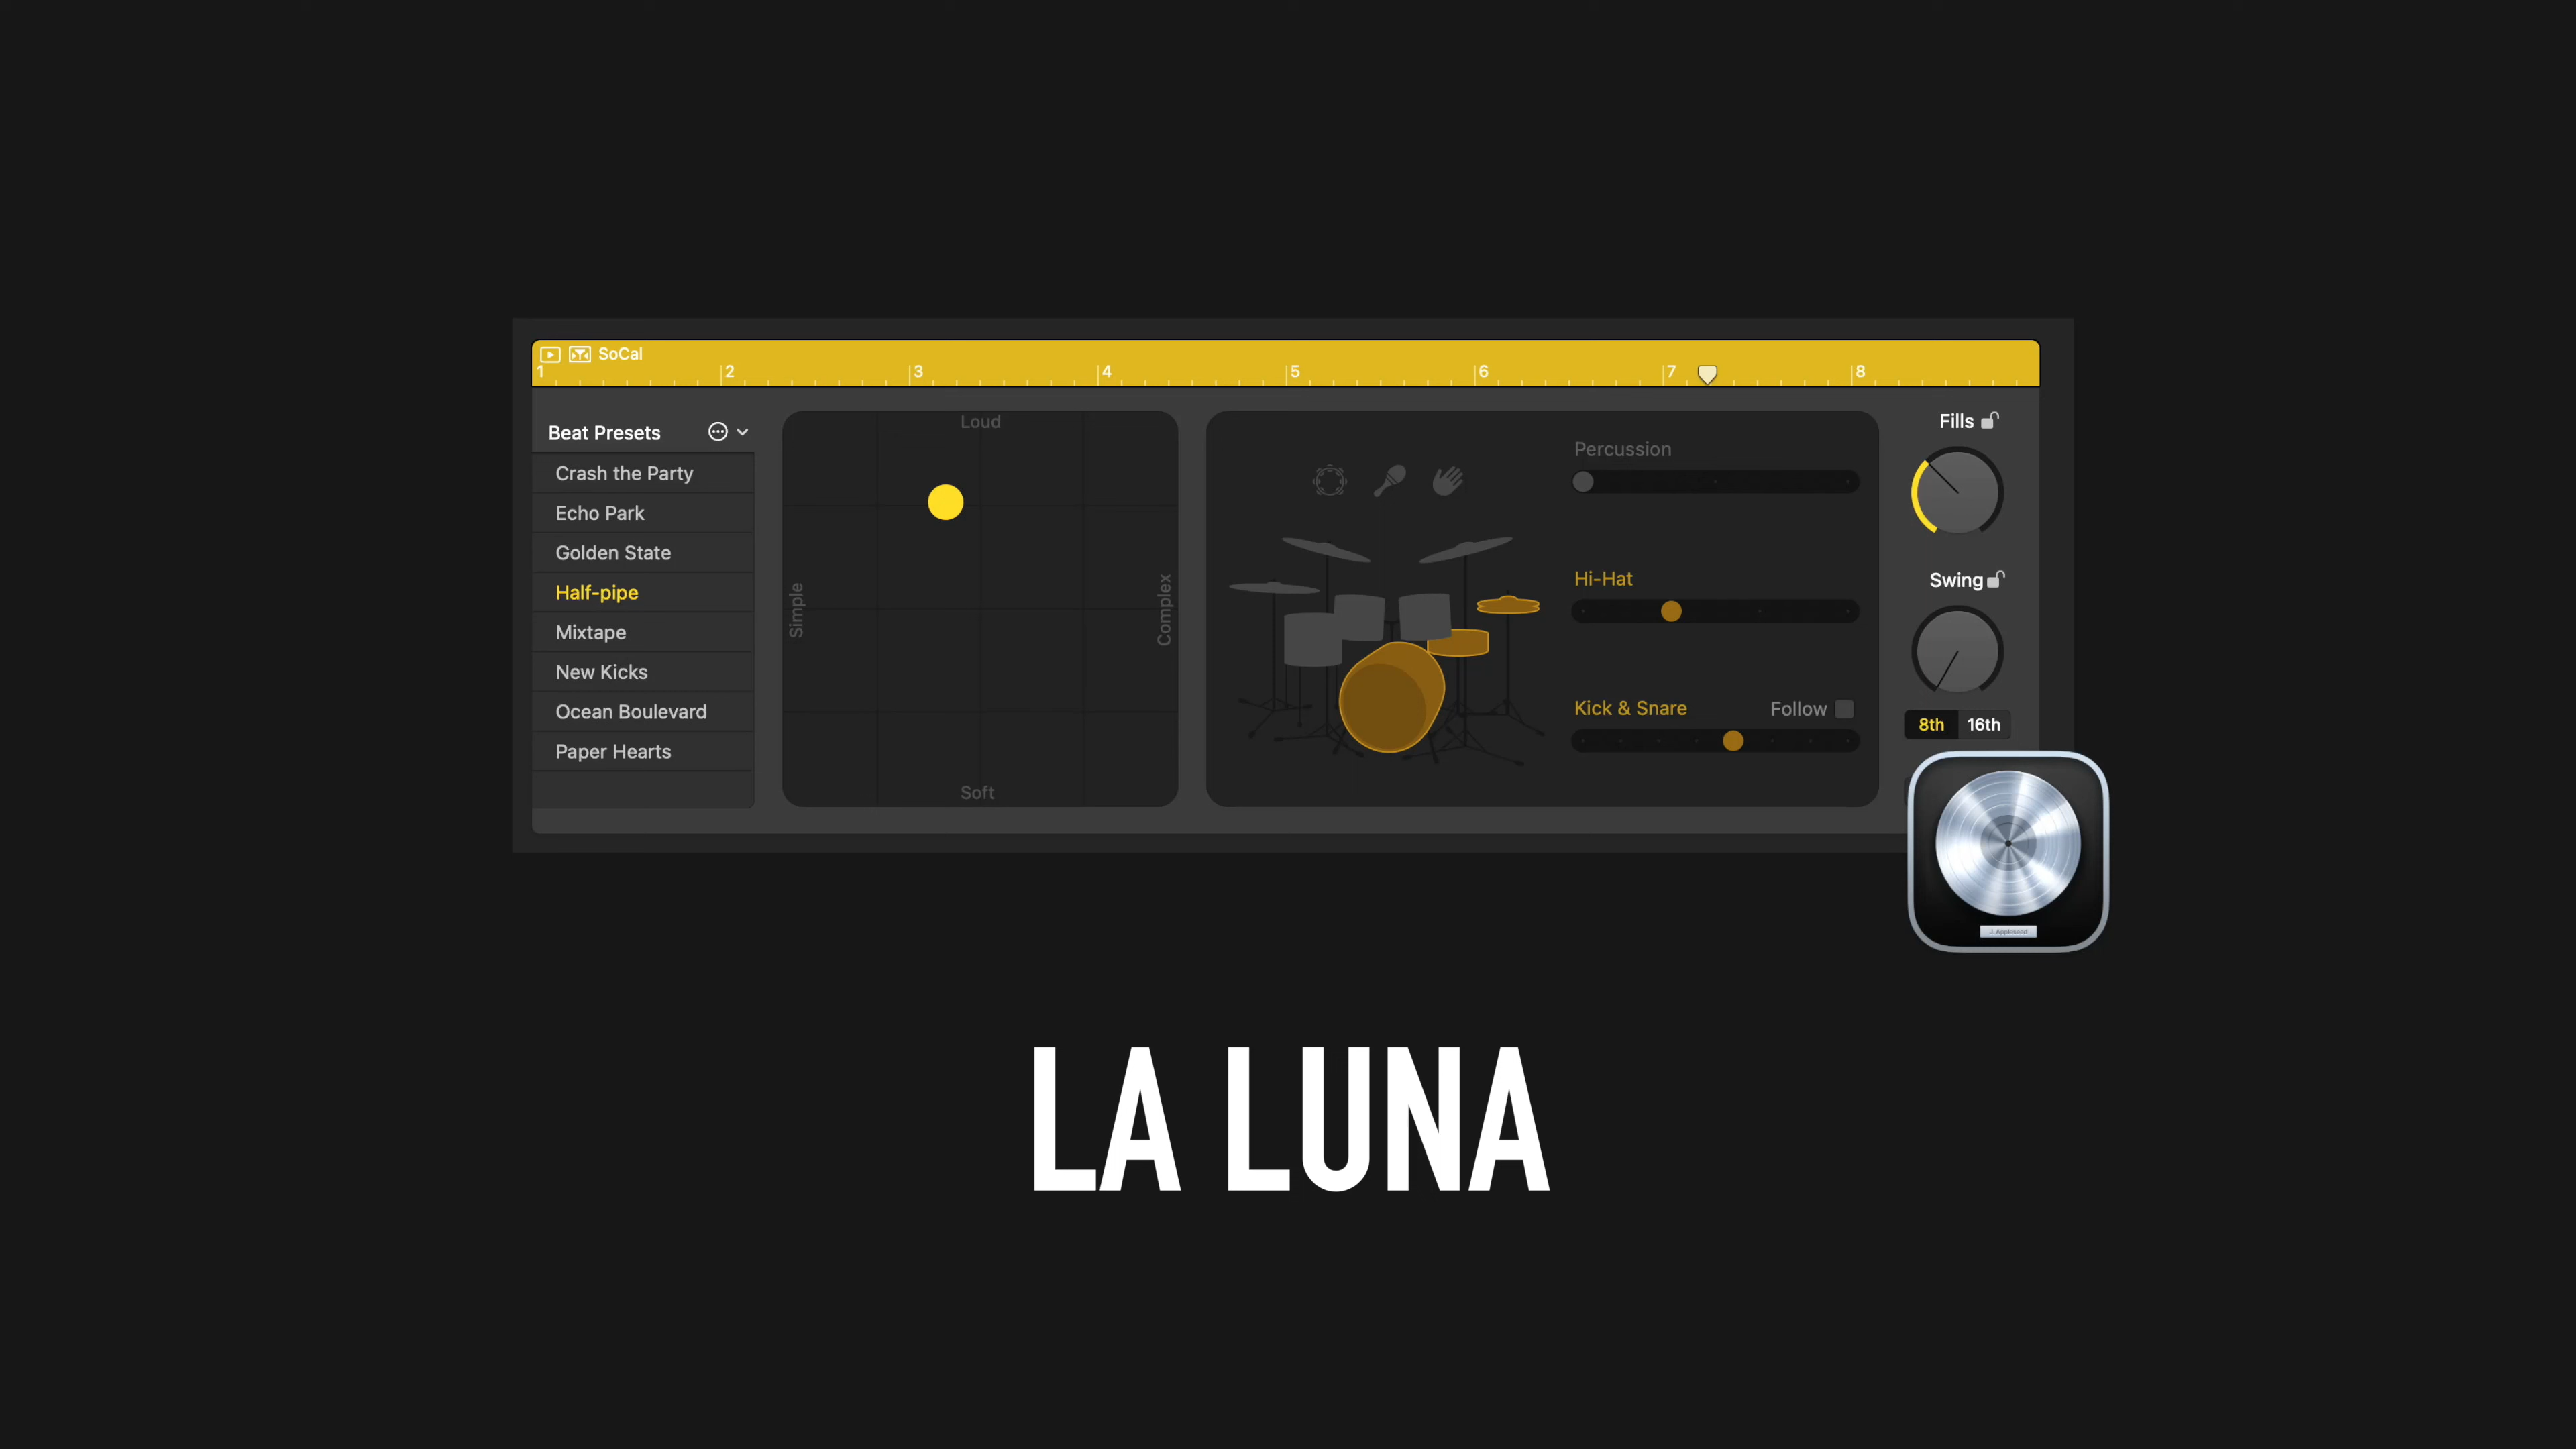 SoCal
1 2 3 4 5 6 7 8
Beat Presets
Crash the Party
Echo Park
Golden State
Half-pipe
Mixtape
New Kicks
Ocean Boulevard
Paper Hearts
Loud
Simple
Complex
Soft
Percussion
Hi-Hat
Kick & Snare Follow
Fills
Swing
8th 16th
J. Appleseed
LA LUNA